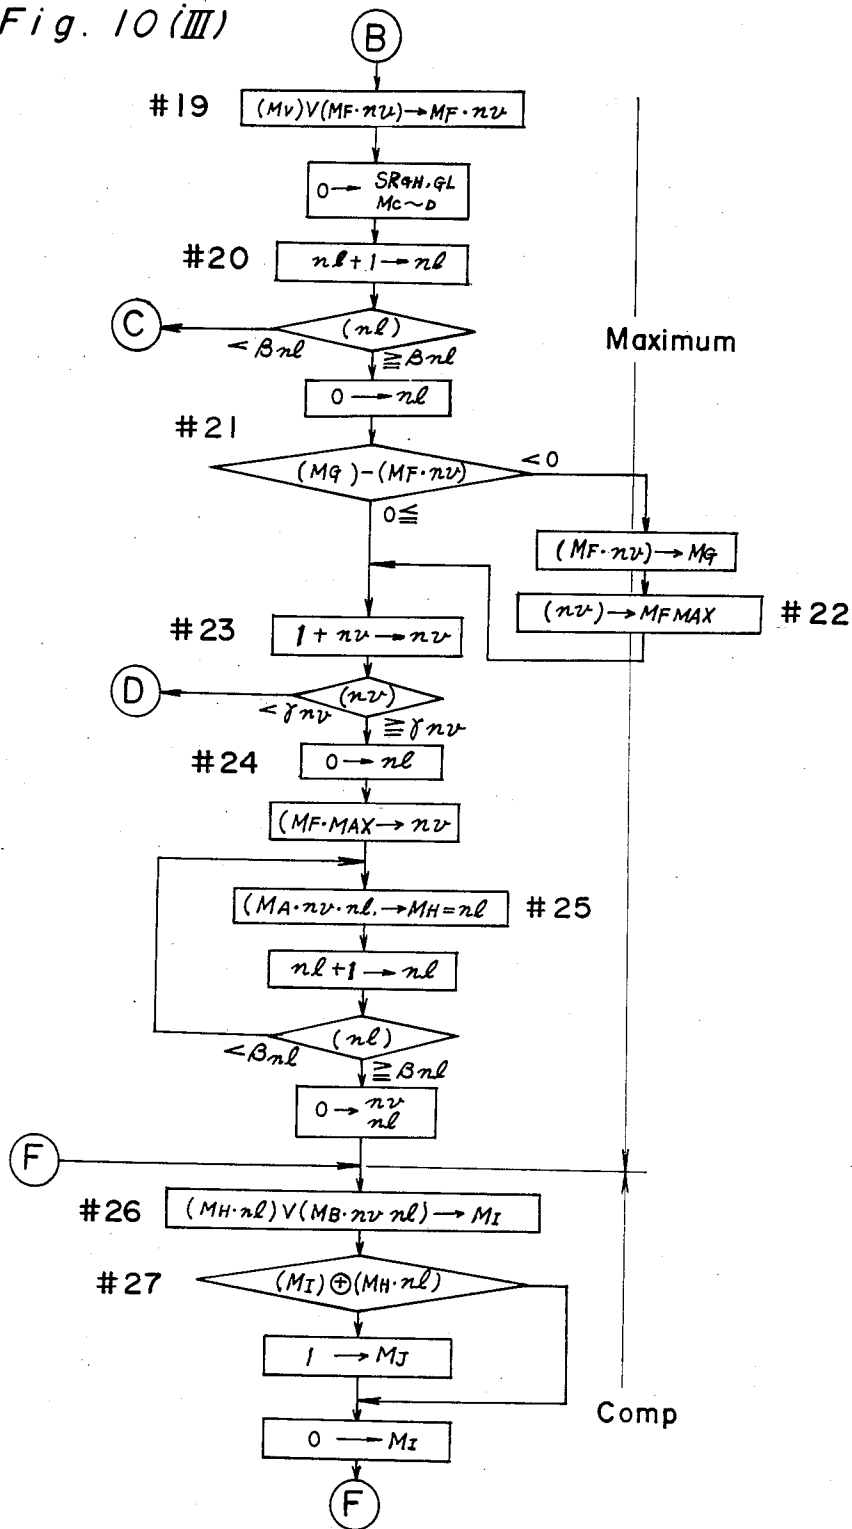 Fig. 10 (iii)
B
#19
(Mv)V(MF·nv)→MF·nv
0→ SRGH,GL
Mc~D
#20
nl+1→nl
C
(nl)
<βnl
≧βnl
Maximum
0→nl
#21
(MG)-(MF·nv)
<0
0≦
(MF·nv)→MG
(nv)→MFMAX
#22
#23
1+nv→nv
D
(nv)
<γnv
≧γnv
#24
0→nl
(MF·MAX→nv
(MA·nv·nl.→MH=nl
#25
nl+1→nl
(nl)
<βnl
≧βnl
0→ nv
nl
F
#26
(MH·nl)V(MB·nv nl)→MI
#27
(MI)⊕(MH·nl)
1→MJ
Comp
0→MI
F